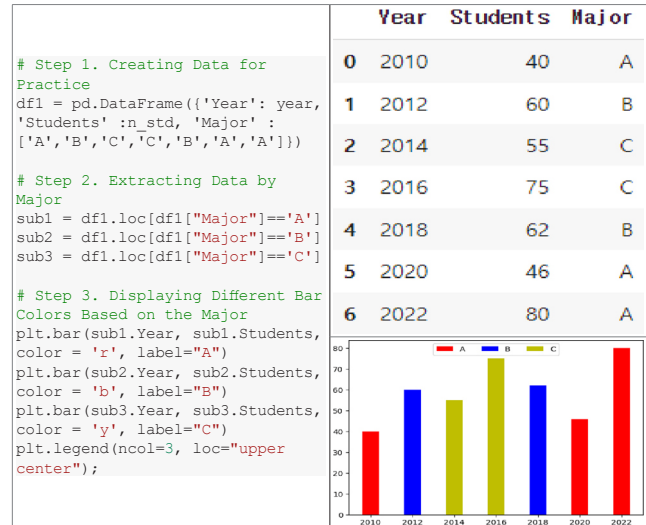 # Step 1. Creating Data for
Practice
df1 = pd.DataFrame({'Year': year,
'Students' :n_std, 'Major' :
['A','B','C','C','B','A','A']})
# Step 2. Extracting Data by
Major
sub1 = df1.loc[df1["Major"]=='A']
sub2 = df1.loc[df1["Major"]=='B']
sub3 = df1.loc[df1["Major"]=='C']
# Step 3. Displaying Different Bar
Colors Based on the Major
plt.bar(sub1.Year, sub1.Students,
color = 'r', label="A")
plt.bar(sub2.Year, sub2.Students,
color = 'b', label="B")
plt.bar(sub3.Year, sub3.Students,
color = 'y', label="C")
plt.legend(ncol=3, loc="upper
center");
Year Students Major
0 2010 40 A
1 2012 60 B
2 2014 55 C
3 2016 75 C
4 2018 62 B
5 2020 46 A
6 2022 80 A
A B C
80
70
60
50
40
30
20
10
0
2010 2012 2014 2016 2018 2020 2022